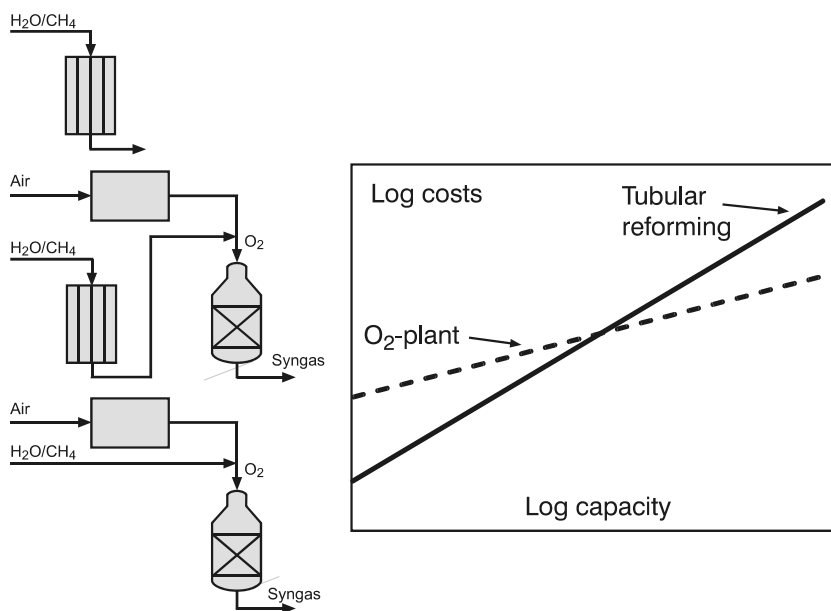 H₂O/CH₄
Air
O₂
H₂O/CH₄
Syngas
Air
H₂O/CH₄
O₂
Syngas
Log costs
Tubular
reforming
O₂-plant
Log capacity